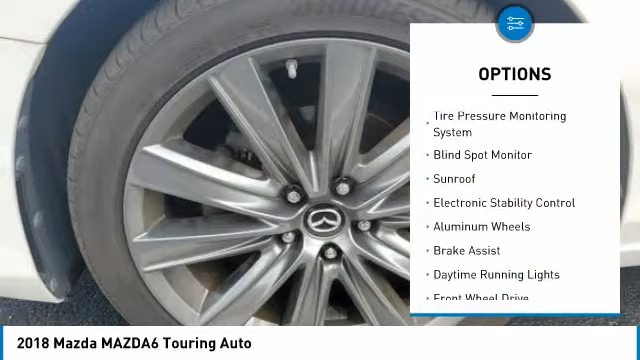 BRIDGES
OPTIONS
Tire Pressure Monitoring
System
Blind Spot Monitor
Sunroof
Electronic Stability Control
Aluminum Wheels
Brake Assist
Daytime Running Lights
Front Wheel Drive
2018 Mazda MAZDA6 Touring Auto